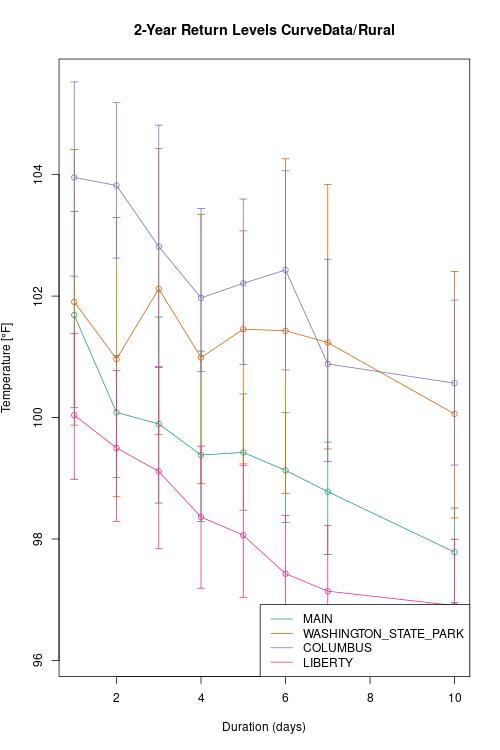 2-Year Return Levels CurveData/Rural
Temperature [°F]
104
102
100
98
96
2 4 6 8 10
Duration (days)
MAIN
WASHINGTON_STATE_PARK
COLUMBUS
LIBERTY